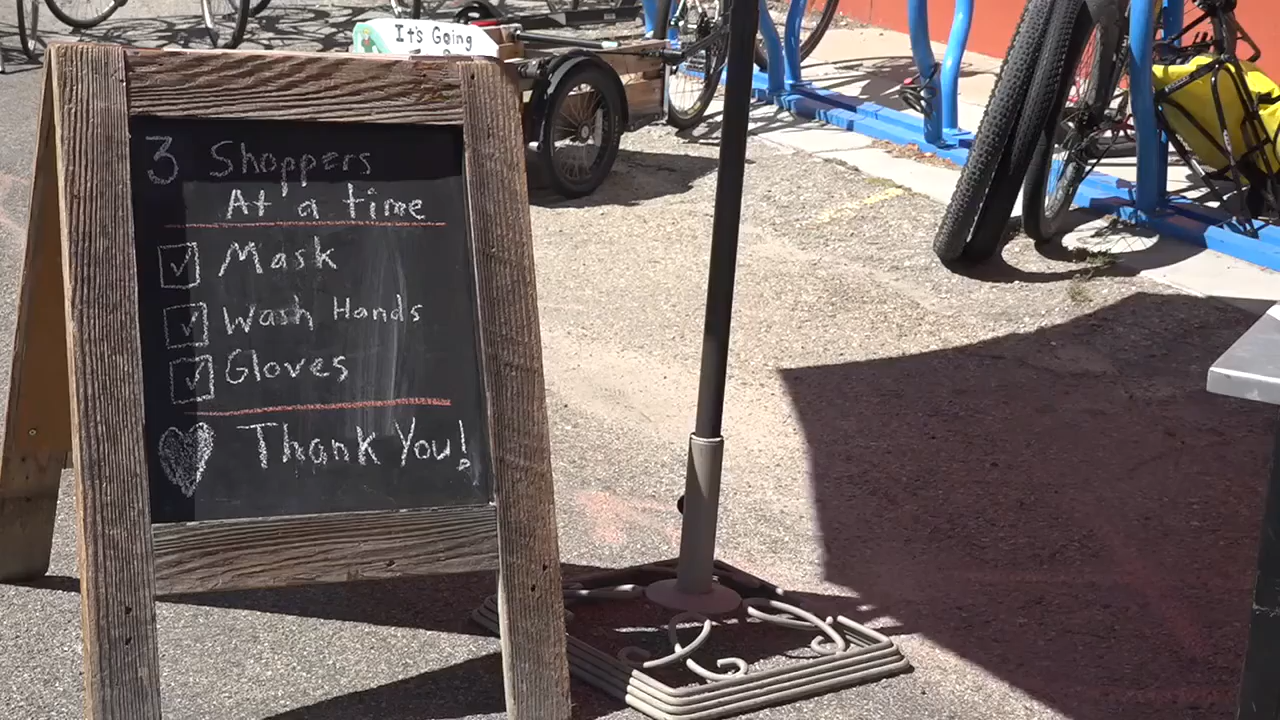 It's Going
3 Shoppers
At a time
Mask
Wash Hands
Gloves
Thank You!